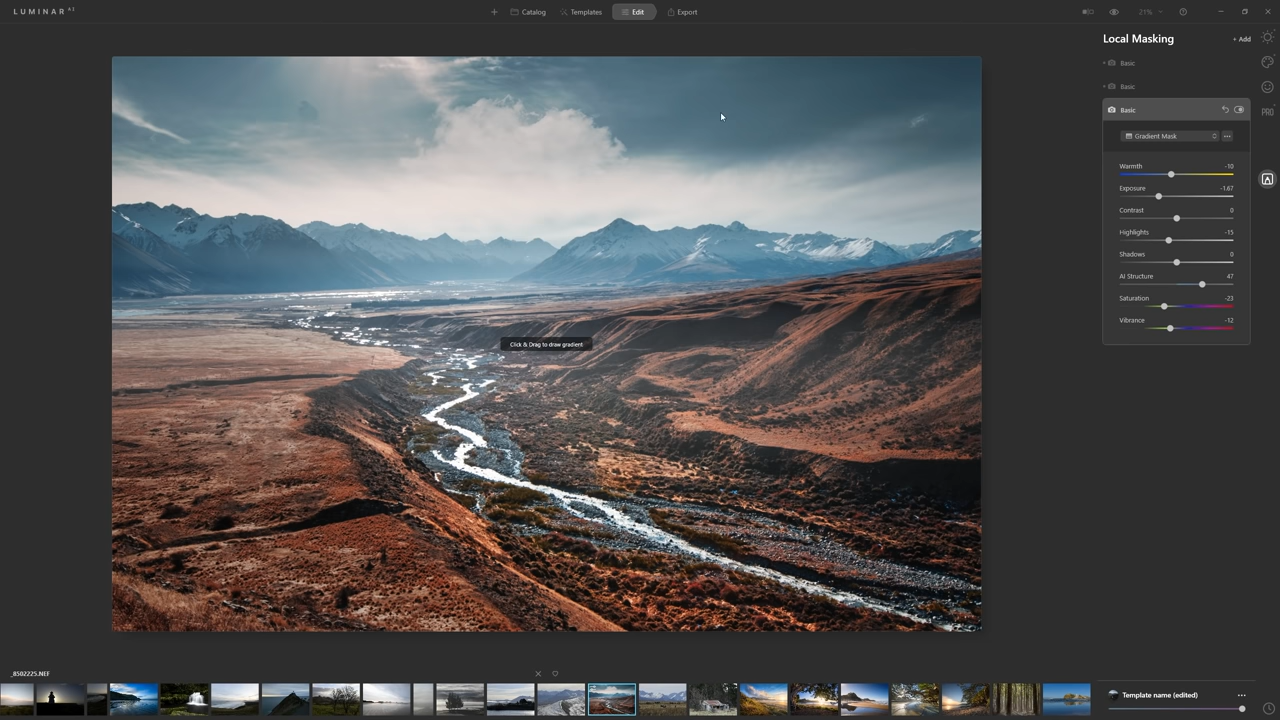 LUMINAR AI
Catalog
Templates
Edit
Export
21%
Local Masking
+ Add
Basic
Basic
Basic
Gradient Mask
Warmth -10
Exposure -1.67
Contrast 0
Highlights -15
Shadows 0
AI Structure 47
Saturation -23
Vibrance -12
PRO
Click & Drag to draw gradient
_8502225.NEF
Template name (edited)